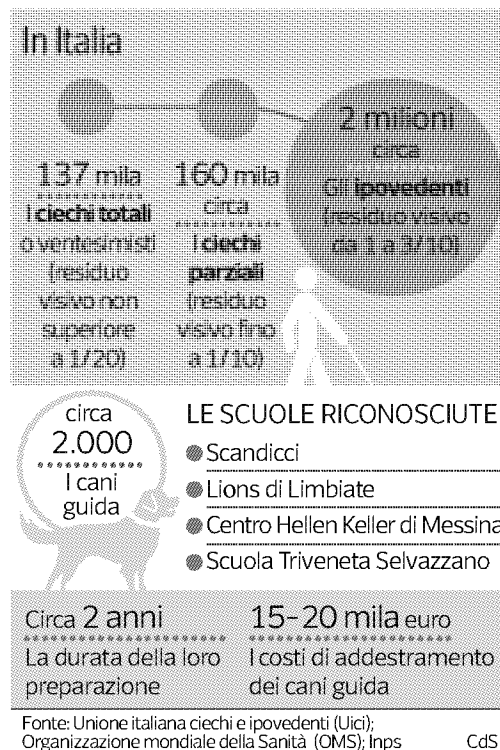 In Italia
137 mila
I ciechi totali
o ventesimisti
(residuo
visivo non
superiore
a 1/20)
160 mila
circa
I ciechi
parziali
(residuo
visivo fino
a 1/10)
2 milioni
circa
Gli ipovedenti
(residuo visivo
da 1 a 3/10)
circa
2.000
I cani
guida
LE SCUOLE RICONOSCIUTE
Scandicci
Lions di Limbiate
Centro Hellen Keller di Messina
Scuola Triveneta Selvazzano
Circa 2 anni
La durata della loro
preparazione
15-20 mila euro
I costi di addestramento
dei cani guida
Fonte: Unione italiana ciechi e ipovedenti (Uici);
Organizzazione mondiale della Sanità (OMS); Inps
CdS